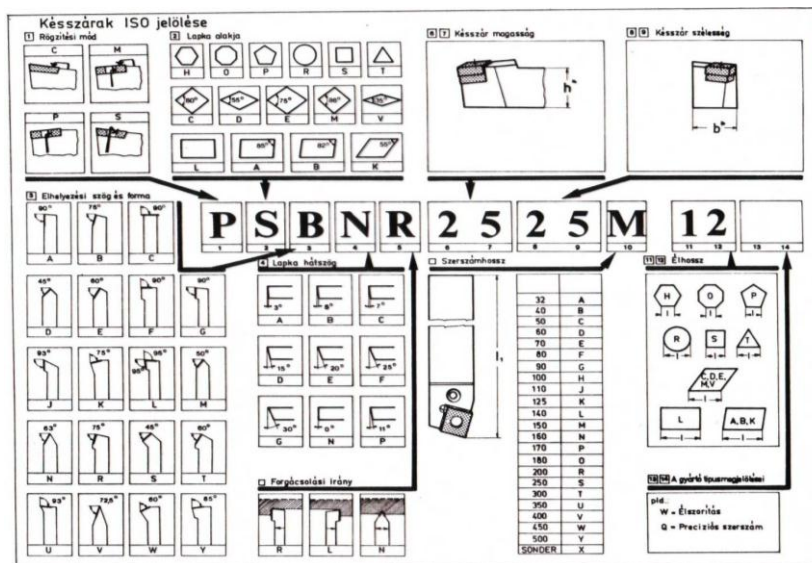 Késszárak ISO jelölése
1 Rögzítési mód
C M
P S
2 Lapka alakja
H O P R S T
80° 55° 75° 86° 35°
C D E M V
85° 82° 55°
L A B K
6 7 Késszár magasság
h
8 9 Késszár szélesség
b
P S B N R 2 5 2 5 M 12
1 2 3 4 5 6 7 8 9 10 11 12 13 14
3 Elhelyezési szög és forma
90° 75° 90°
A B C
45° 60° 90° 90°
D E F G
93° 75° 95° 95° 50°
J K L M
63° 75° 45° 60°
N R S T
93° 72,5° 60° 85°
U V W Y
4 Lapka hátszög
3° 5° 7°
A B C
15° 20° 25°
D E F
30° 0° 11°
G N P
Forgácsolási irány
R L N
Szerszámhossz
l₁
32 A
40 B
50 C
60 D
70 E
80 F
90 G
100 H
110 J
125 K
140 L
150 M
160 N
170 P
180 Q
200 R
250 S
300 T
350 U
400 V
450 W
500 Y
SONDER X
11 12 Élhossz
H O P
l l l
R S T
l l l
C,D,E,
M,V
l
L A,B,K
l l
13 14 A gyártó típusmegjelölései
pld..
W = Élszorítás
Q = Precíziós szerszám